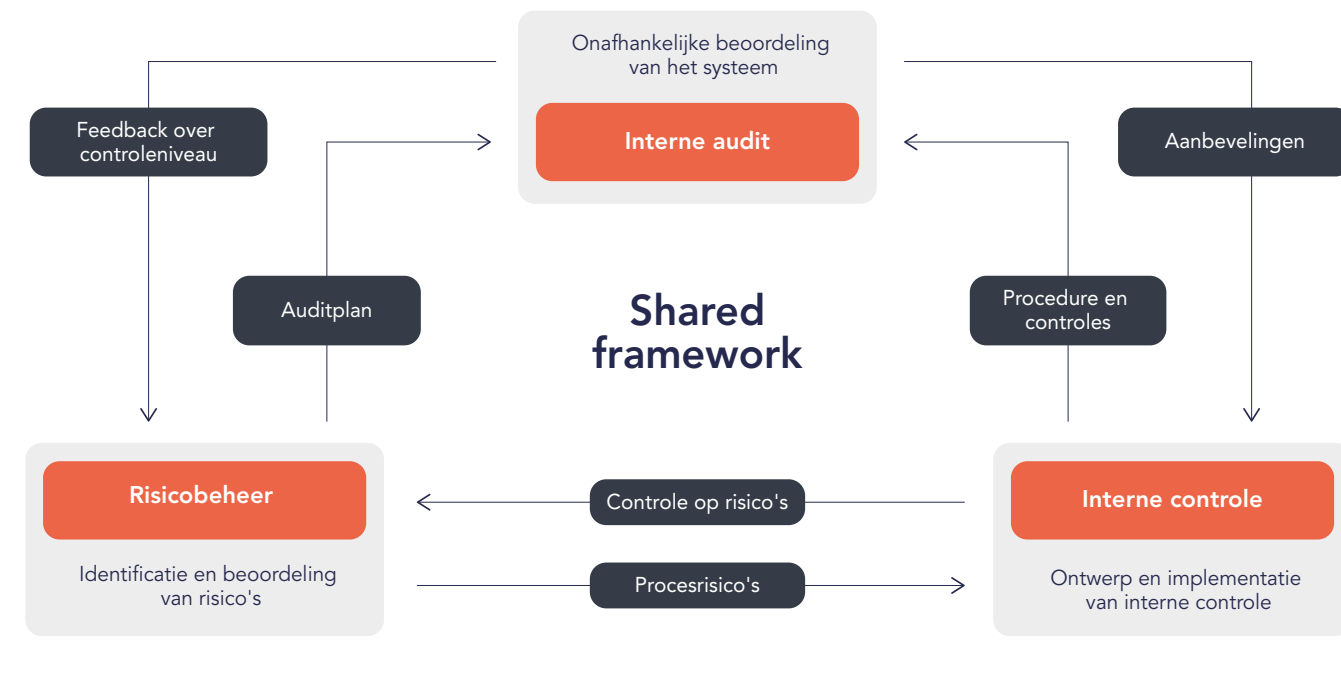 Onafhankelijke beoordeling
van het systeem
Interne audit
Feedback over
controleniveau
Aanbevelingen
Auditplan
Shared
framework
Procedure en
controles
Risicobeheer
Identificatie en beoordeling
van risico's
Controle op risico's
Procesrisico's
Interne controle
Ontwerp en implementatie
van interne controle